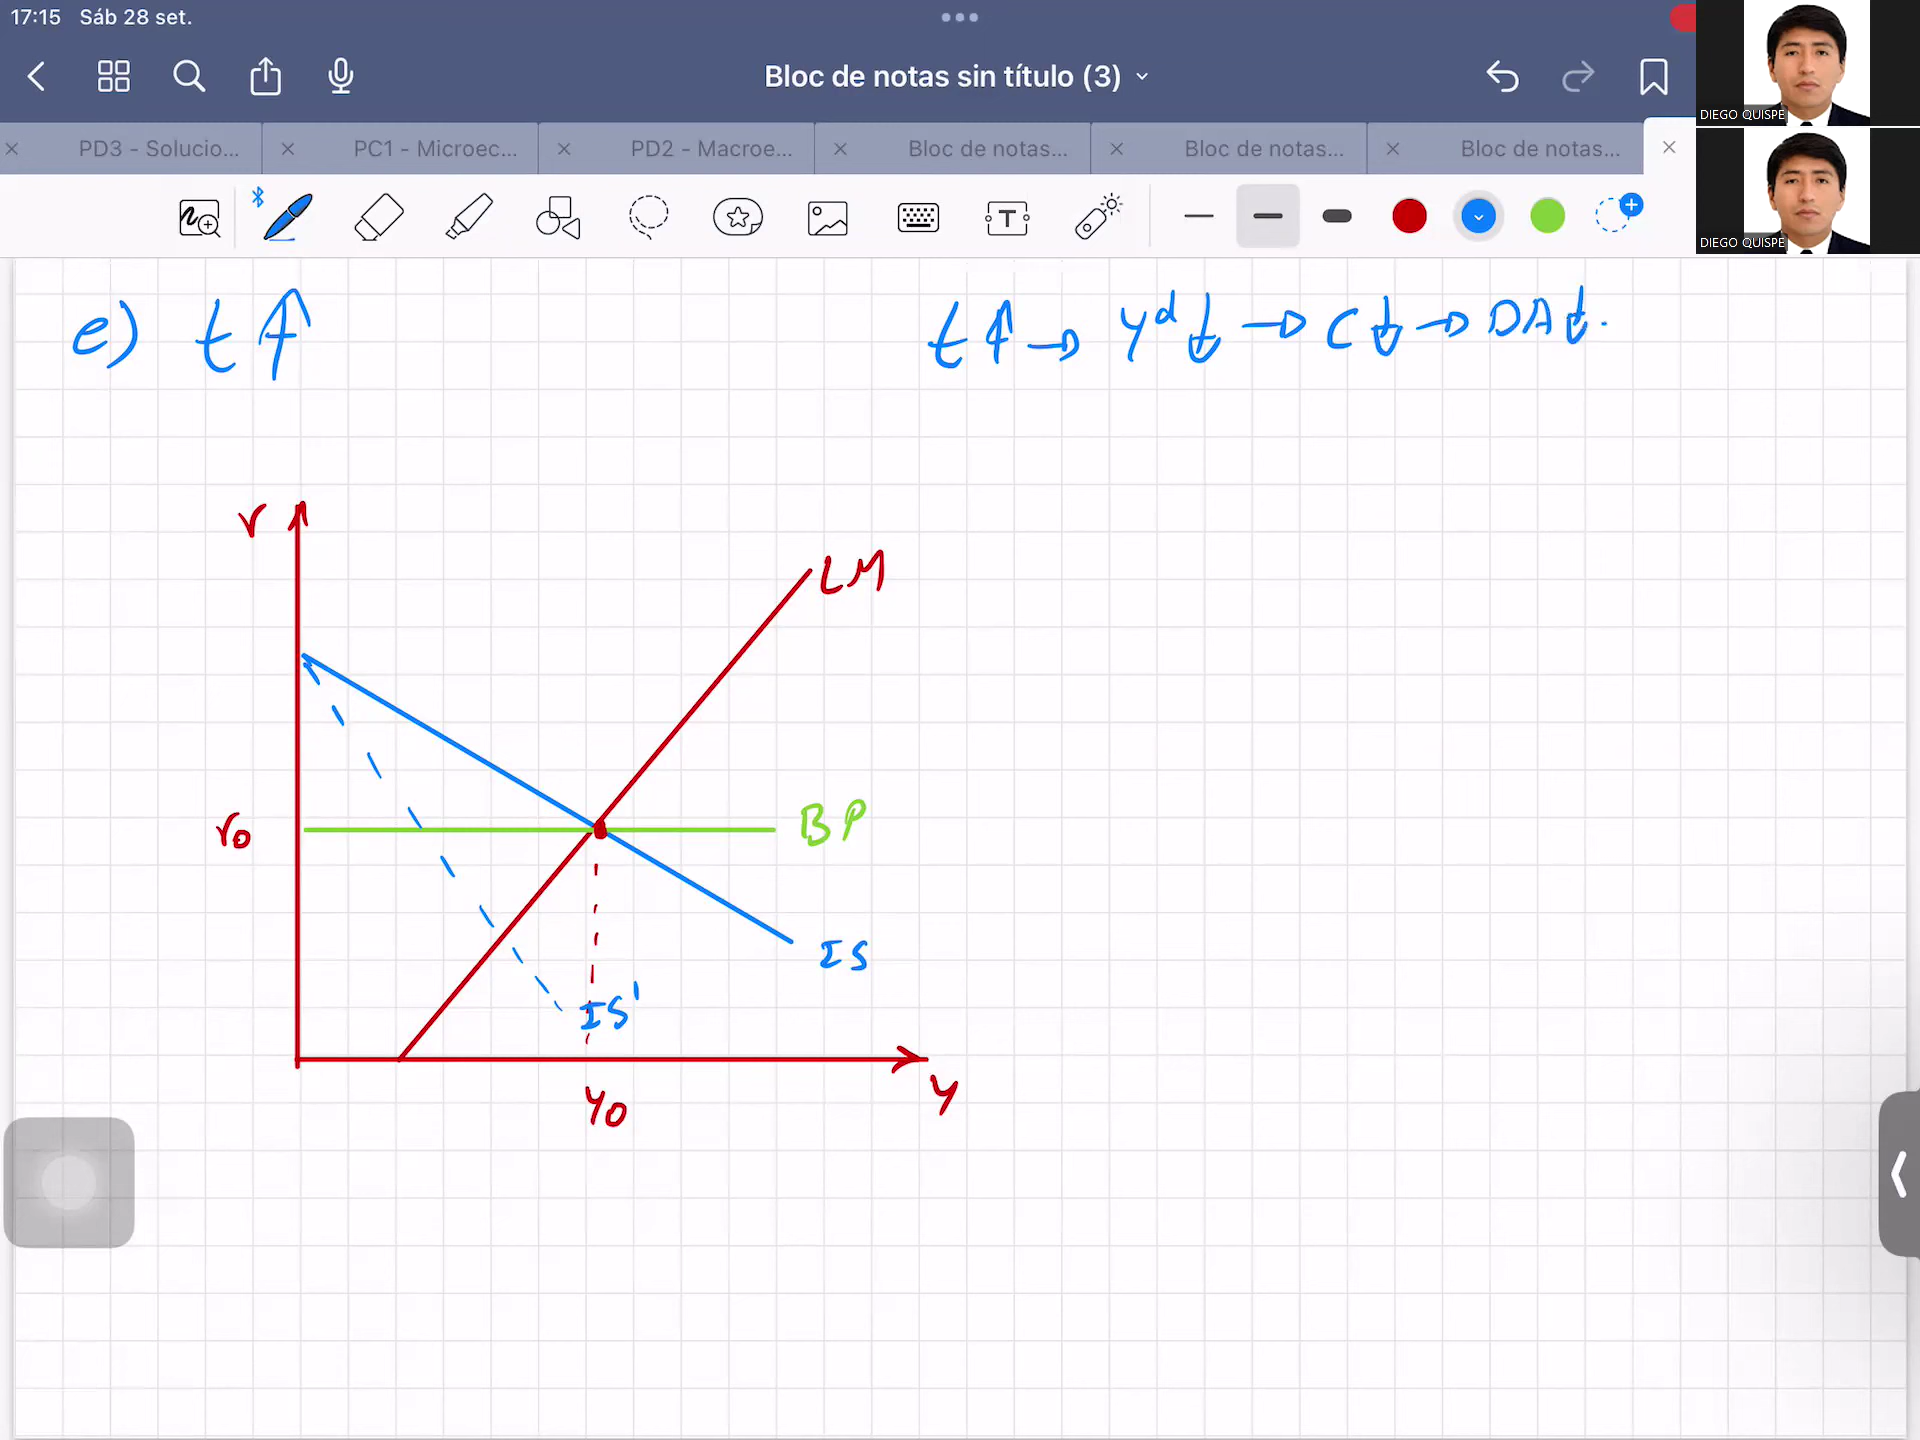 17:15 Sáb 28 set.
Bloc de notas sin título (3)
DIEGO QUISPE
PD3 - Solucio...
PC1 - Microec...
PD2 - Macroe...
Bloc de notas...
Bloc de notas...
Bloc de notas...
DIEGO QUISPE
T
e) t ↑
t ↑ → Yd ↓ → C ↓ → DA ↓.
r
LM
r0
BP
IS
IS'
Y0
Y